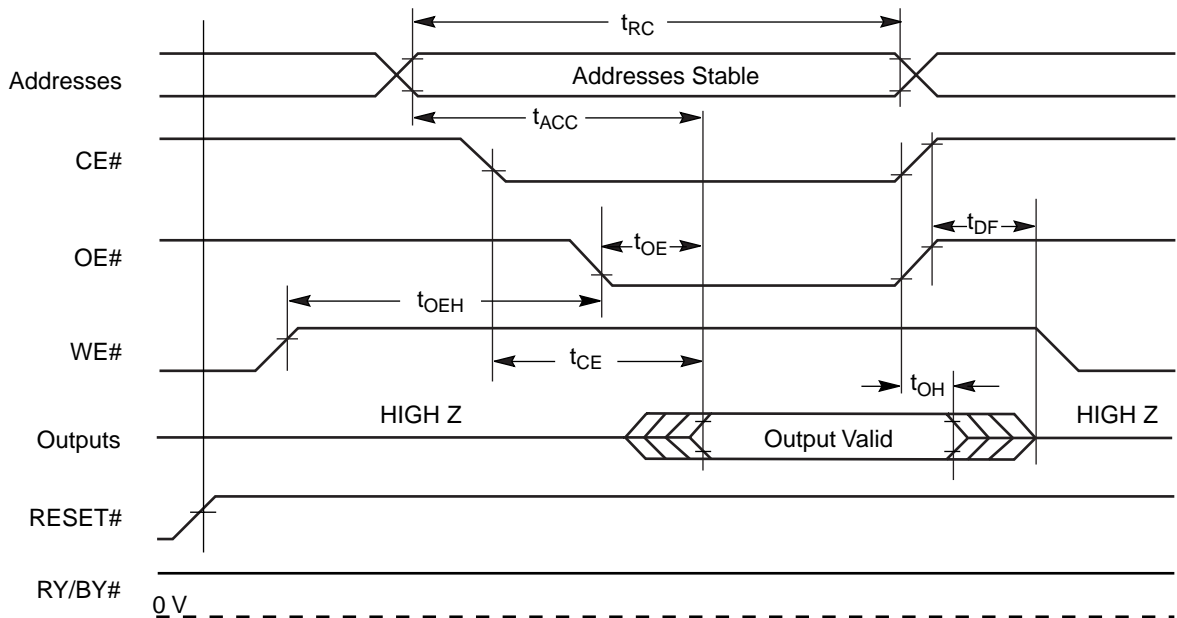 tRC
Addresses
Addresses Stable
tACC
CE#
tDF
OE#
tOE
tOEH
WE#
tCE
tOH
HIGH Z
HIGH Z
Outputs
Output Valid
RESET#
RY/BY#
0 V